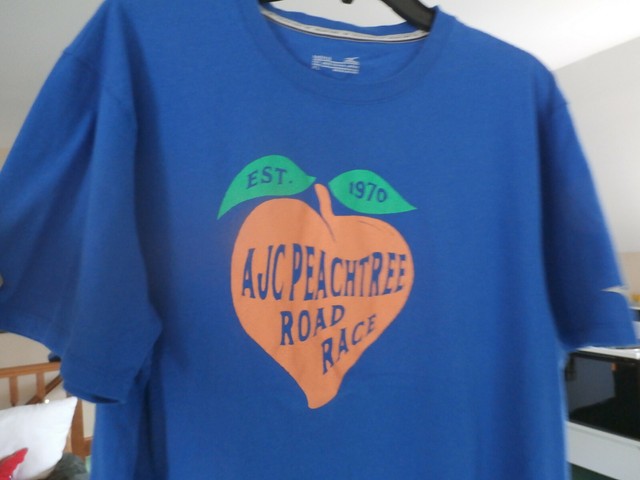 EST. 1970
AJC PEACHTREE
ROAD
RACE